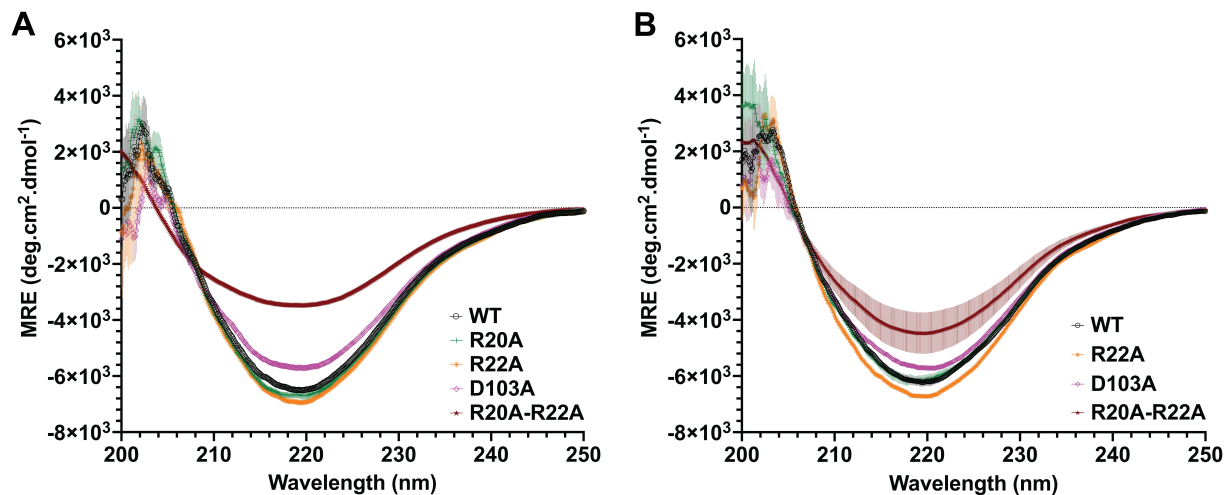 A
MRE (deg.cm².dmol⁻¹)
6×10³
4×10³
2×10³
0
-2×10³
-4×10³
-6×10³
-8×10³
WT
R20A
R22A
D103A
R20A-R22A
200
210
220
230
240
250
Wavelength (nm)
B
MRE (deg.cm².dmol⁻¹)
6×10³
4×10³
2×10³
0
-2×10³
-4×10³
-6×10³
-8×10³
WT
R22A
D103A
R20A-R22A
200
210
220
230
240
250
Wavelength (nm)